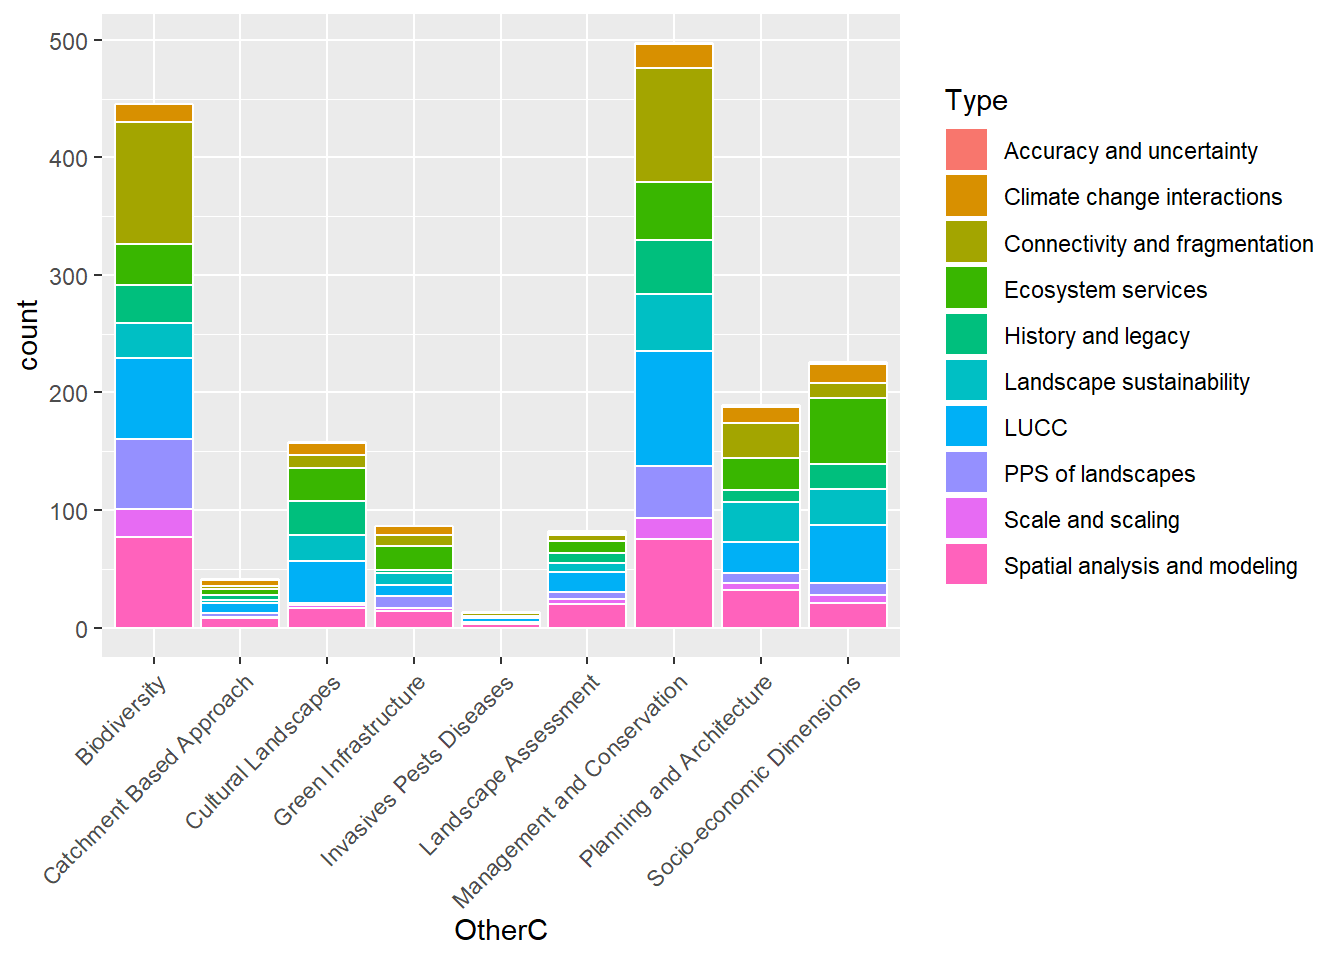 500
400
300
200
100
0
count
Biodiversity
Catchment Based Approach
Cultural Landscapes
Green Infrastructure
Invasives Pests Diseases
Landscape Assessment
Management and Conservation
Planning and Architecture
Socio-economic Dimensions
OtherC
Type
Accuracy and uncertainty
Climate change interactions
Connectivity and fragmentation
Ecosystem services
History and legacy
Landscape sustainability
LUCC
PPS of landscapes
Scale and scaling
Spatial analysis and modeling